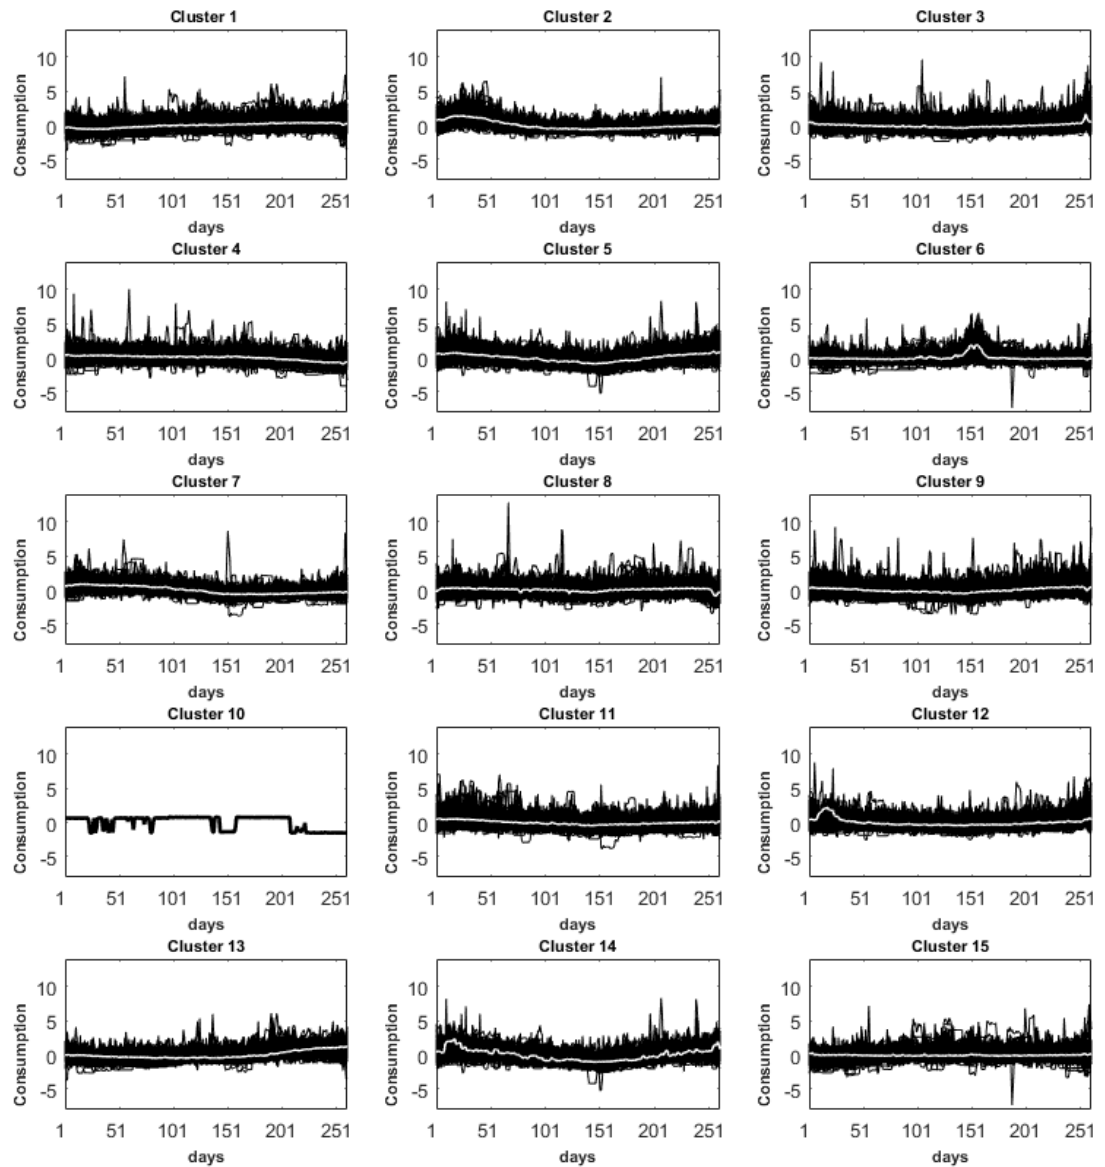 Cluster 1
Consumption
10
5
0
-5
1 51 101 151 201 251
days
Cluster 2
Consumption
10
5
0
-5
1 51 101 151 201 251
days
Cluster 3
Consumption
10
5
0
-5
1 51 101 151 201 251
days
Cluster 4
Consumption
10
5
0
-5
1 51 101 151 201 251
days
Cluster 5
Consumption
10
5
0
-5
1 51 101 151 201 251
days
Cluster 6
Consumption
10
5
0
-5
1 51 101 151 201 251
days
Cluster 7
Consumption
10
5
0
-5
1 51 101 151 201 251
days
Cluster 8
Consumption
10
5
0
-5
1 51 101 151 201 251
days
Cluster 9
Consumption
10
5
0
-5
1 51 101 151 201 251
days
Cluster 10
Consumption
10
5
0
-5
1 51 101 151 201 251
days
Cluster 11
Consumption
10
5
0
-5
1 51 101 151 201 251
days
Cluster 12
Consumption
10
5
0
-5
1 51 101 151 201 251
days
Cluster 13
Consumption
10
5
0
-5
1 51 101 151 201 251
days
Cluster 14
Consumption
10
5
0
-5
1 51 101 151 201 251
days
Cluster 15
Consumption
10
5
0
-5
1 51 101 151 201 251
days